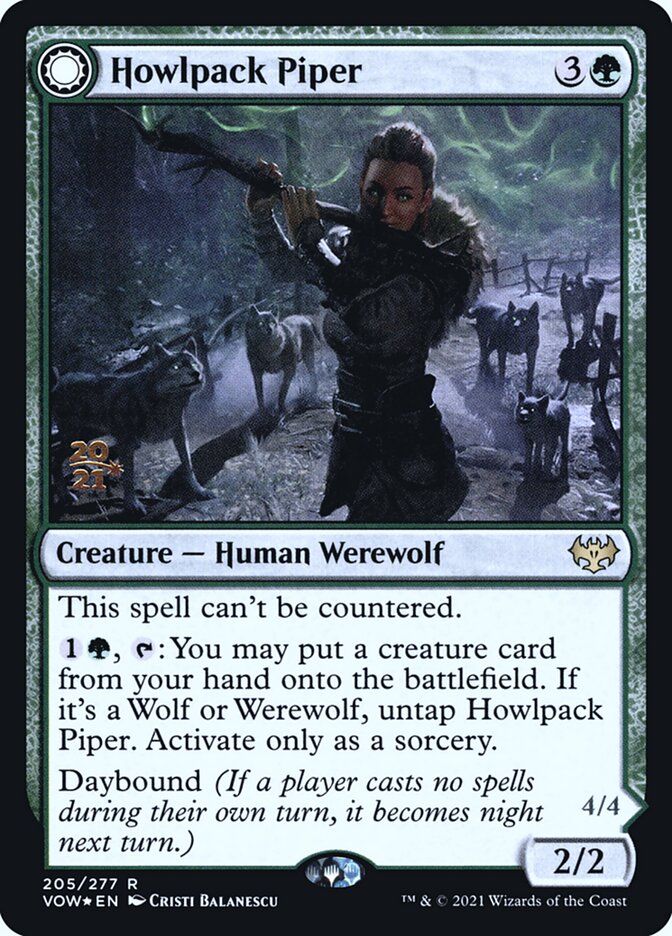 Howlpack Piper
3
20
21
Creature — Human Werewolf
This spell can't be countered.
1, : You may put a creature card
from your hand onto the battlefield. If
it's a Wolf or Werewolf, untap Howlpack
Piper. Activate only as a sorcery.
Daybound (If a player casts no spells
during their own turn, it becomes night
next turn.)
4/4
2/2
205/277 R
VOW★EN Cristi Balanescu
™ & © 2021 Wizards of the Coast